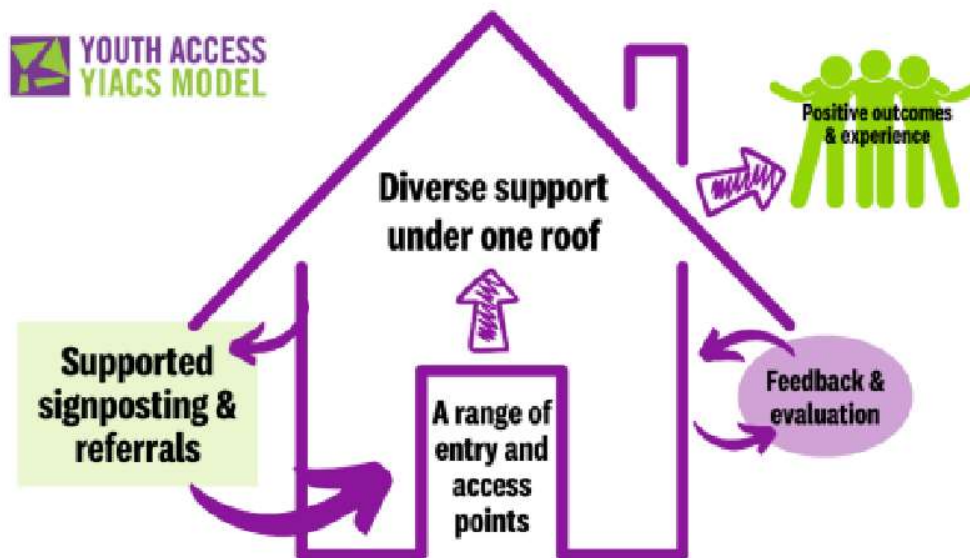 YOUTH ACCESS
YIACS MODEL
Positive outcomes
& experience
Diverse support
under one roof
Supported
signposting &
referrals
A range of
entry and
access
points
Feedback &
evaluation